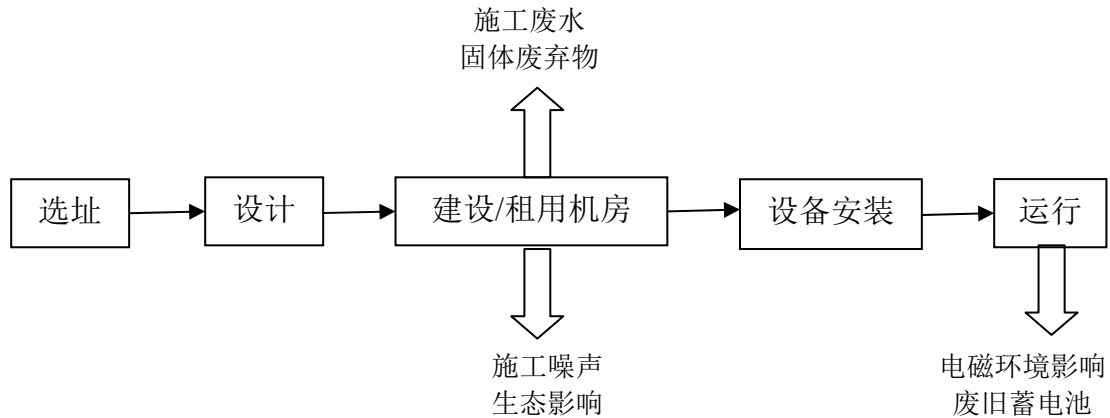 施工废水
固体废弃物
选址
设计
建设/租用机房
设备安装
运行
施工噪声
生态影响
电磁环境影响
废旧蓄电池